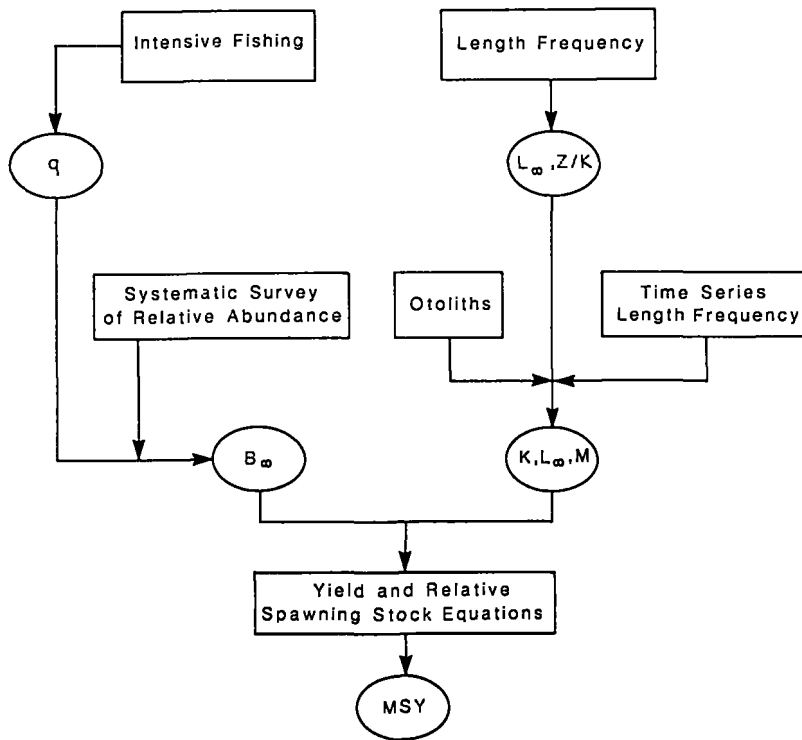 Intensive Fishing
Length Frequency
q
L∞, Z/K
Systematic Survey
of Relative Abundance
Otoliths
Time Series
Length Frequency
B∞
K, L∞, M
Yield and Relative
Spawning Stock Equations
MSY